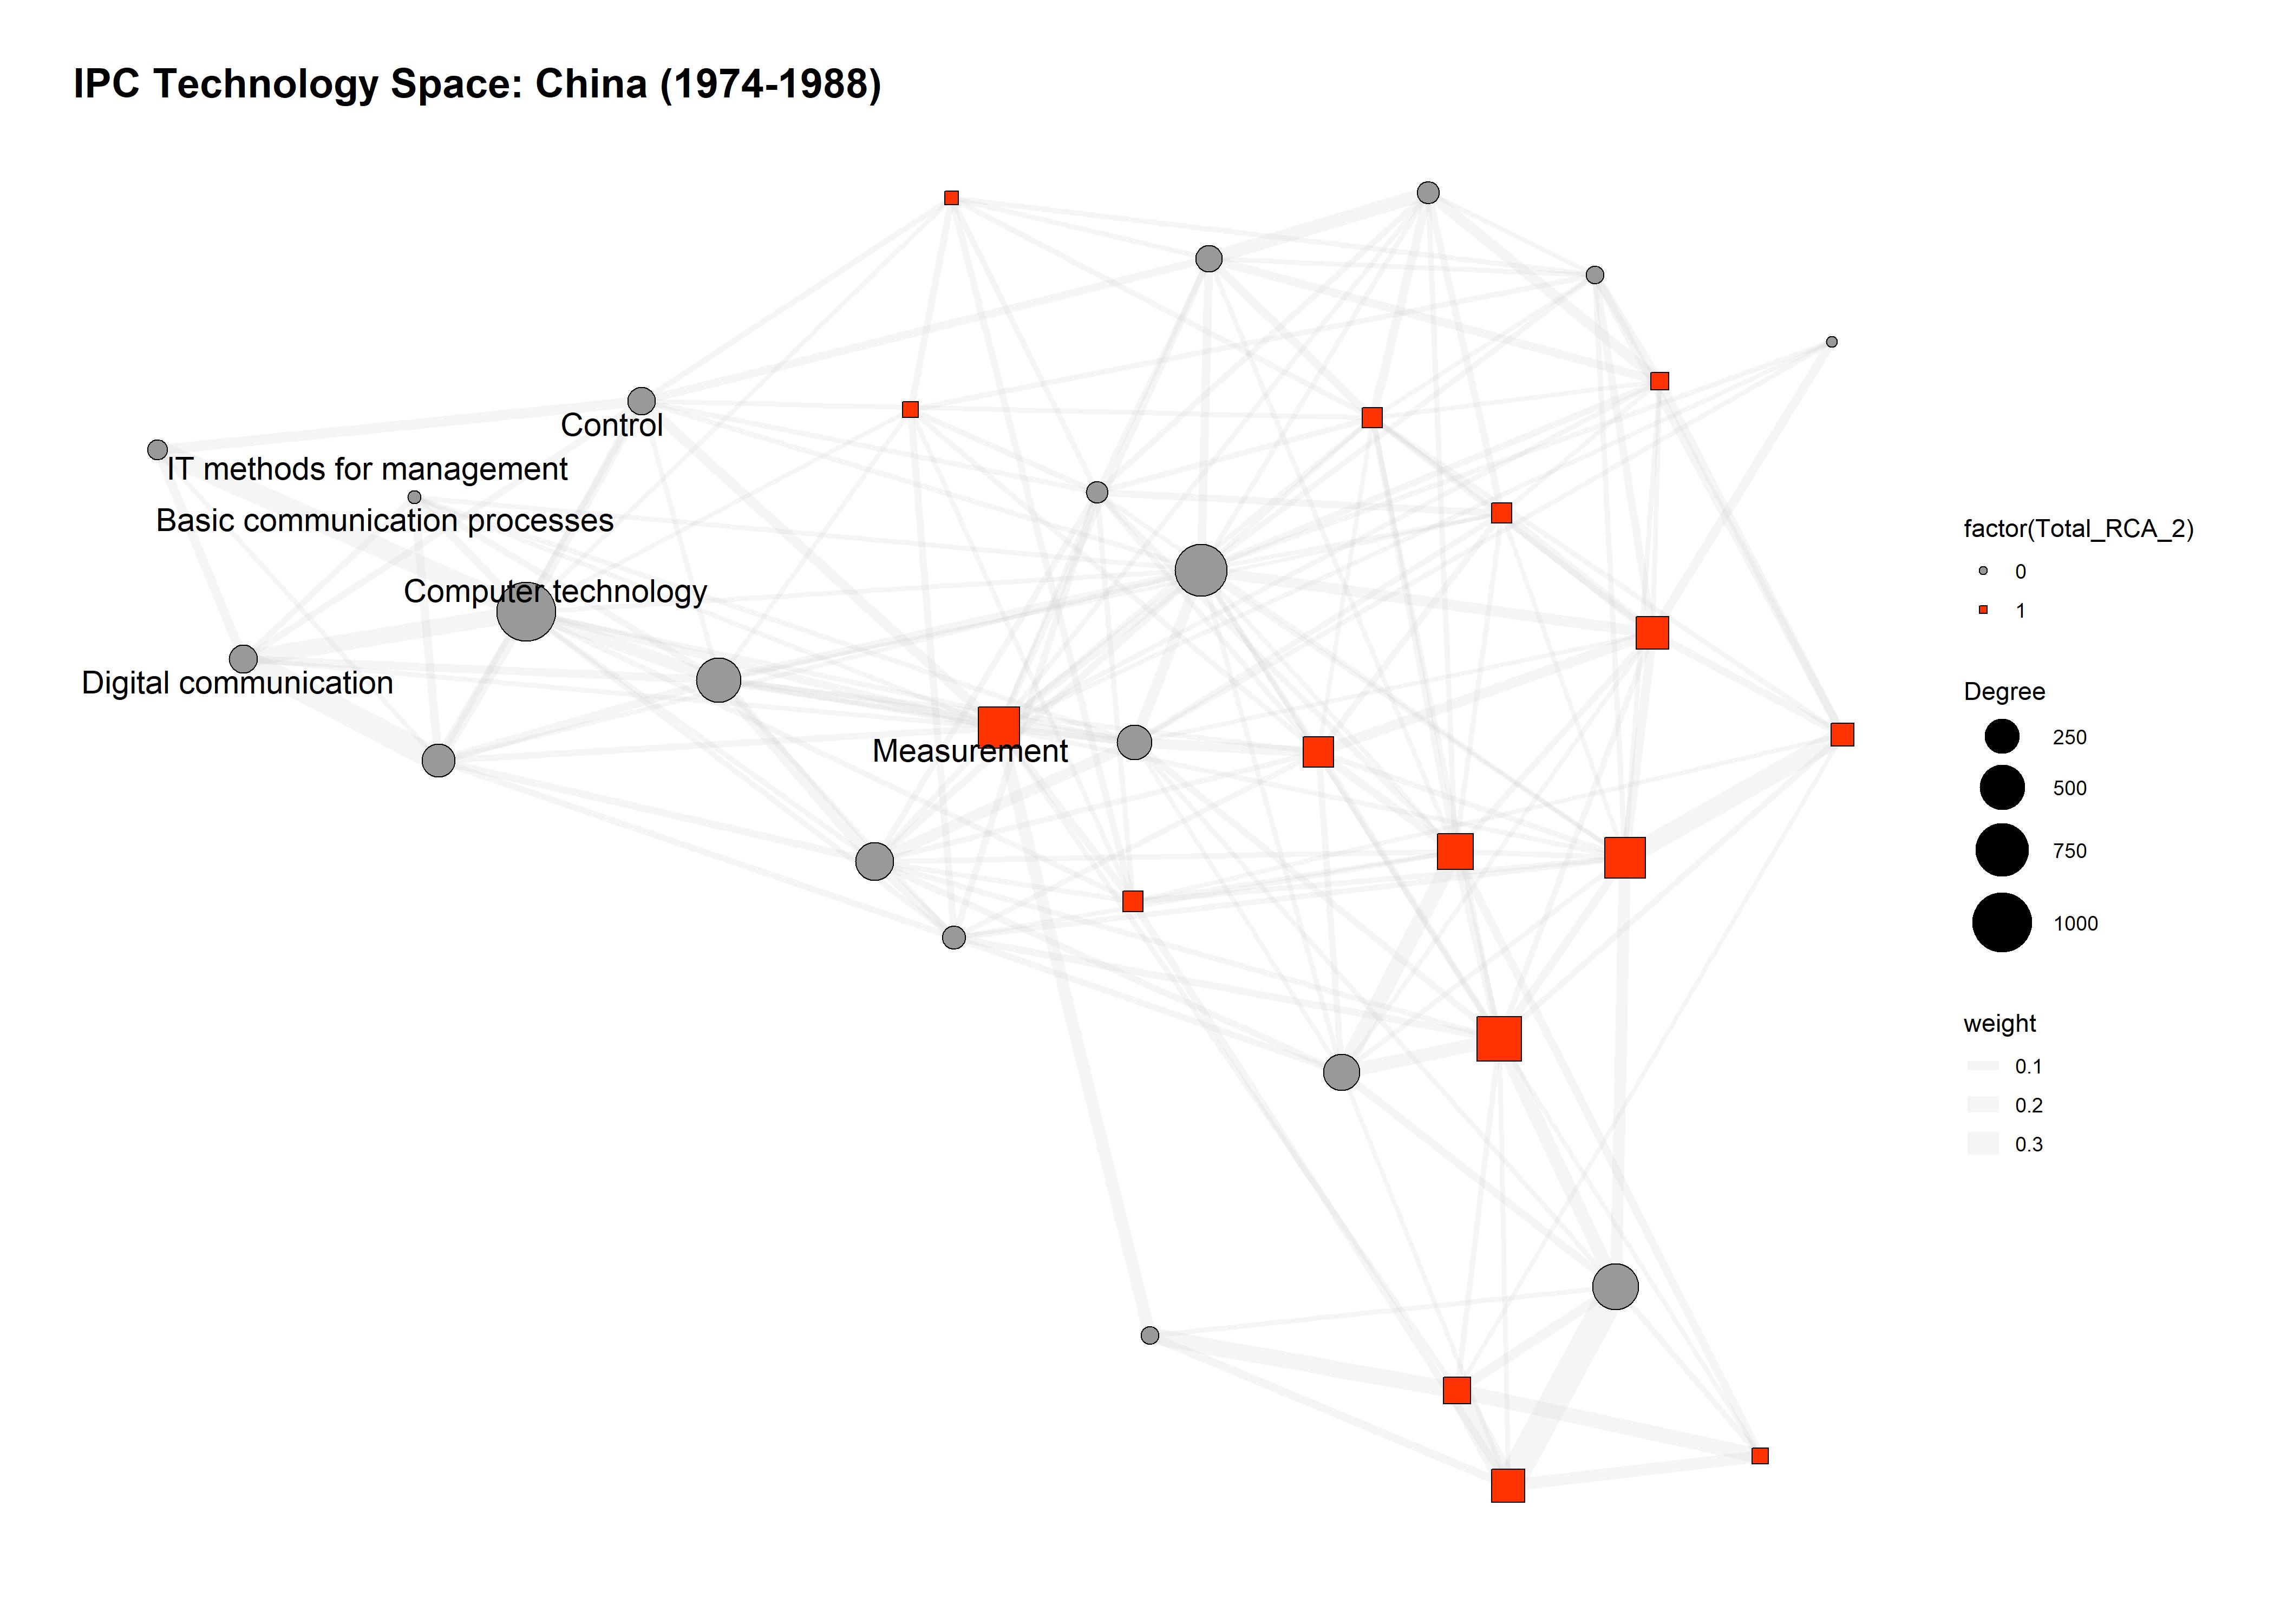 IPC Technology Space: China (1974-1988)
Control
IT methods for management
Basic communication processes
Computer technology
Digital communication
Measurement
factor(Total_RCA_2)
0
1
Degree
250
500
750
1000
weight
0.1
0.2
0.3